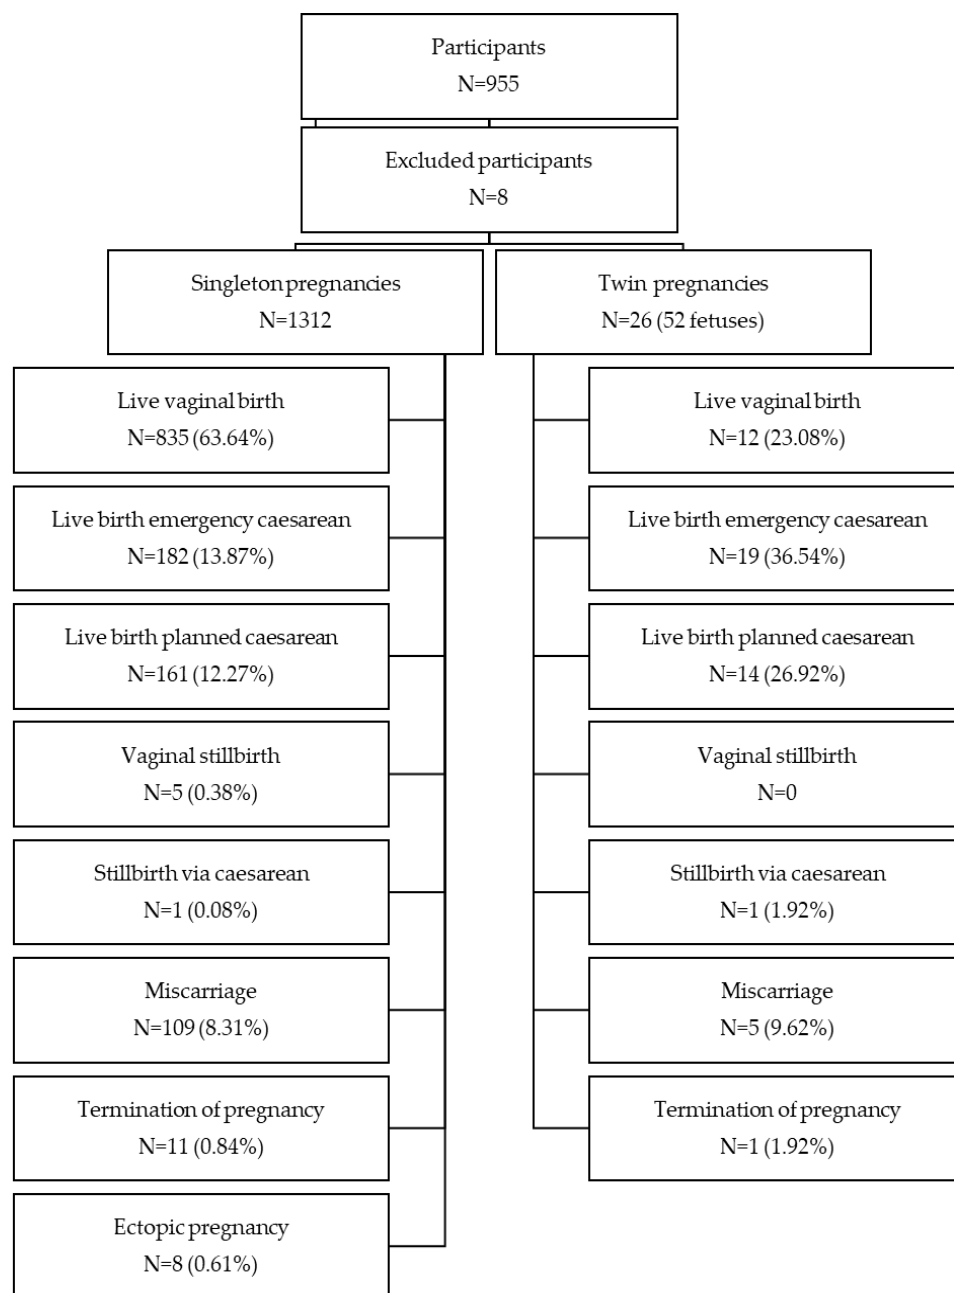 Participants
N=955
Excluded participants
N=8
Singleton pregnancies
N=1312
Twin pregnancies
N=26 (52 fetuses)
Live vaginal birth
N=835 (63.64%)
Live birth emergency caesarean
N=182 (13.87%)
Live birth planned caesarean
N=161 (12.27%)
Vaginal stillbirth
N=5 (0.38%)
Stillbirth via caesarean
N=1 (0.08%)
Miscarriage
N=109 (8.31%)
Termination of pregnancy
N=11 (0.84%)
Ectopic pregnancy
N=8 (0.61%)
Live vaginal birth
N=12 (23.08%)
Live birth emergency caesarean
N=19 (36.54%)
Live birth planned caesarean
N=14 (26.92%)
Vaginal stillbirth
N=0
Stillbirth via caesarean
N=1 (1.92%)
Miscarriage
N=5 (9.62%)
Termination of pregnancy
N=1 (1.92%)